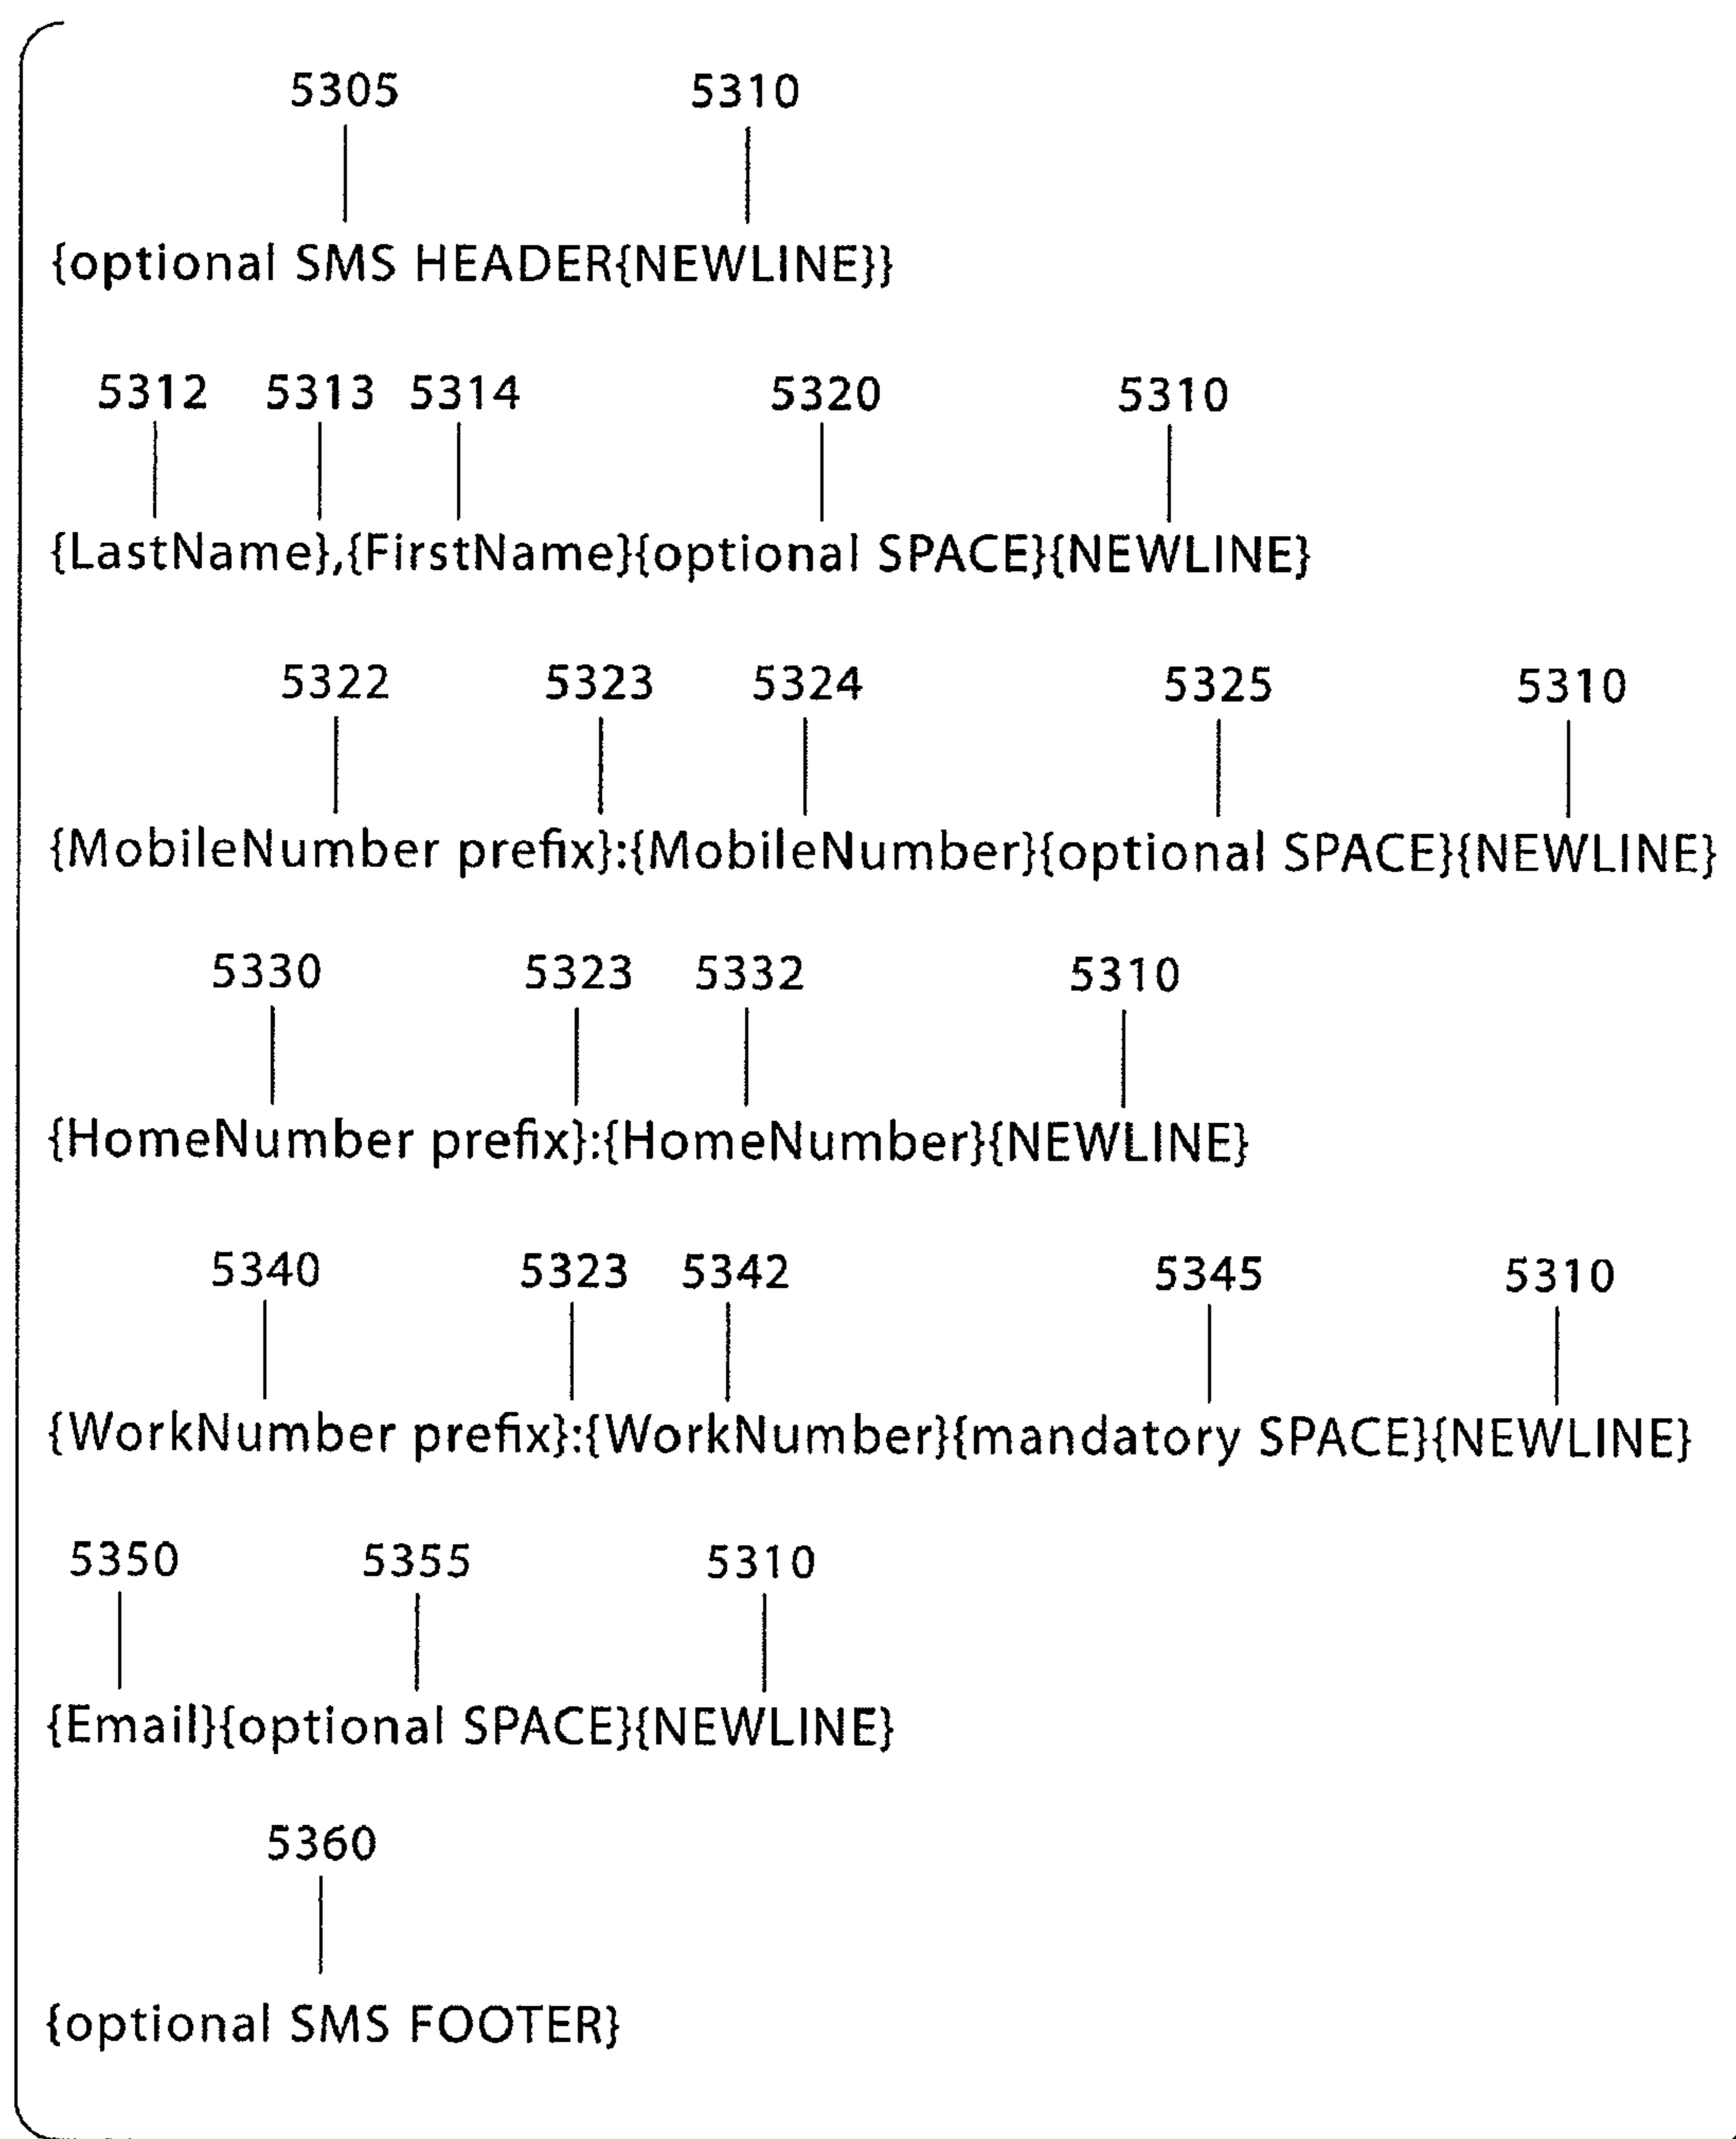 5305 5310
{optional SMS HEADER{NEWLINE}}
5312 5313 5314 5320 5310
{LastName},{FirstName}{optional SPACE}{NEWLINE}
5322 5323 5324 5325 5310
{MobileNumber prefix}:{MobileNumber}{optional SPACE}{NEWLINE}
5330 5323 5332 5310
{HomeNumber prefix}:{HomeNumber}{NEWLINE}
5340 5323 5342 5345 5310
{WorkNumber prefix}:{WorkNumber}{mandatory SPACE}{NEWLINE}
5350 5355 5310
{Email}{optional SPACE}{NEWLINE}
5360
{optional SMS FOOTER}